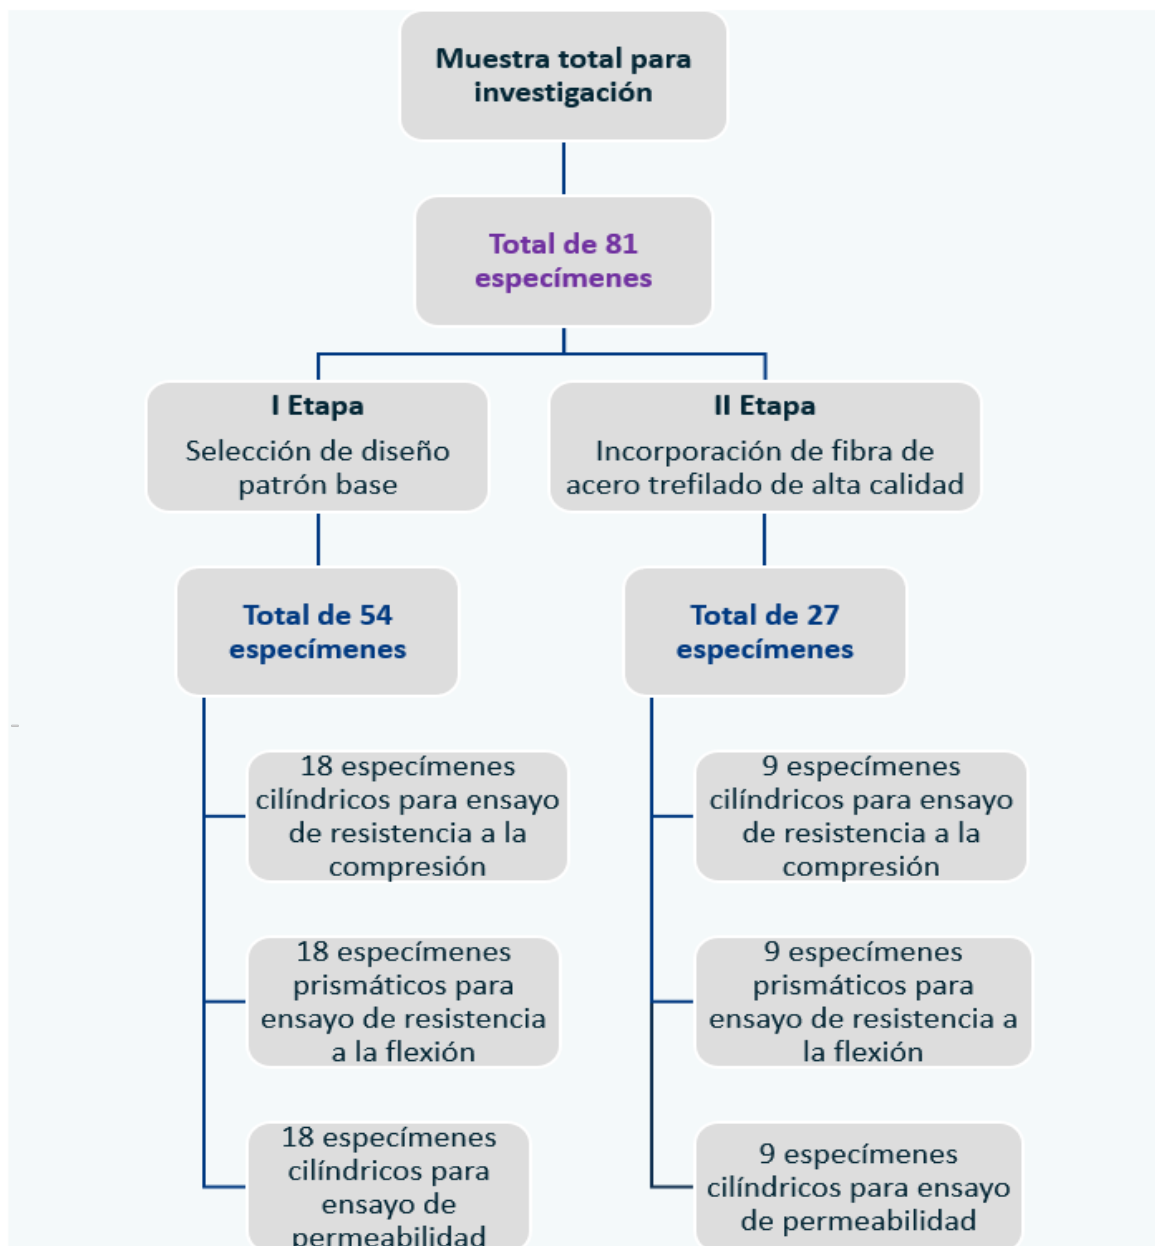 Muestra total para
investigación
Total de 81
especímenes
I Etapa
Selección de diseño
patrón base
II Etapa
Incorporación de fibra de
acero trefilado de alta calidad
Total de 54
especímenes
Total de 27
especímenes
18 especímenes
cilíndricos para ensayo
de resistencia a la
compresión
9 especímenes
cilíndricos para ensayo
de resistencia a la
compresión
18 especímenes
prismáticos para
ensayo de resistencia
a la flexión
9 especímenes
prismáticos para
ensayo de resistencia a
la flexión
18 especímenes
cilíndricos para
ensayo de
permeabilidad
9 especímenes
cilíndricos para ensayo
de permeabilidad